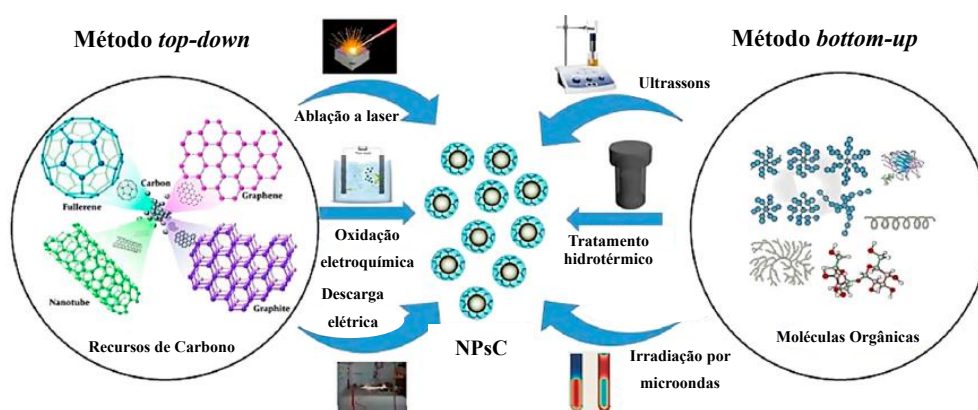 Método top-down
Método bottom-up
Ablação a laser
Ultrassons
Fullerene
Carbon
Graphene
Nanotube
Graphite
Recursos de Carbono
Oxidação
eletroquímica
Descarga
elétrica
NPsC
Tratamento
hidrotérmico
Irradiação por
microondas
Moléculas Orgânicas